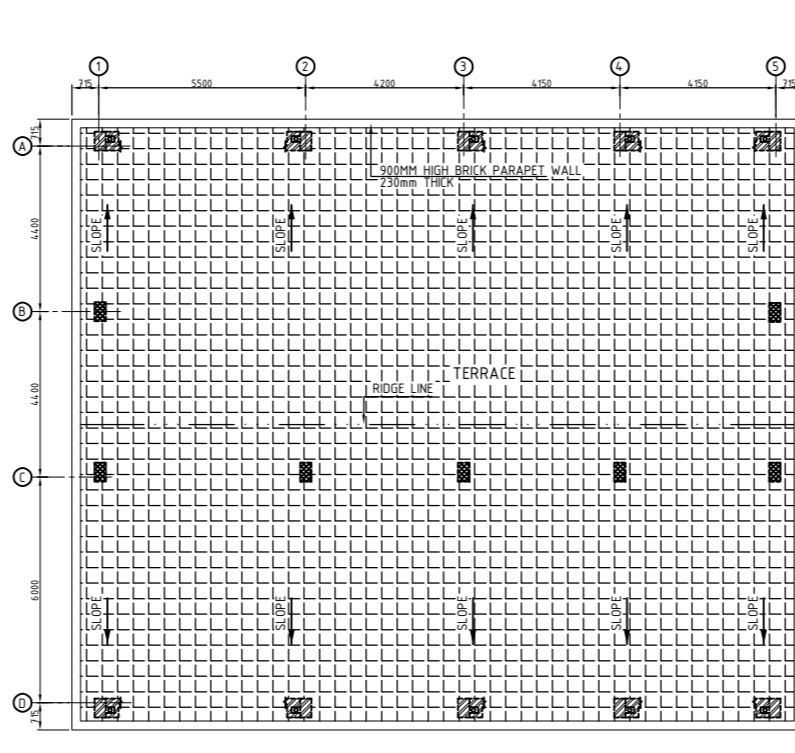 1 2 3 4 5
715 5500 4200 4150 4150 715
715
A
900MM HIGH BRICK PARAPET WALL
230mm THICK
SLOPE SLOPE SLOPE SLOPE SLOPE
4400
B
TERRACE
RIDGE LINE
4400
C
6000
SLOPE SLOPE SLOPE SLOPE SLOPE
D
715